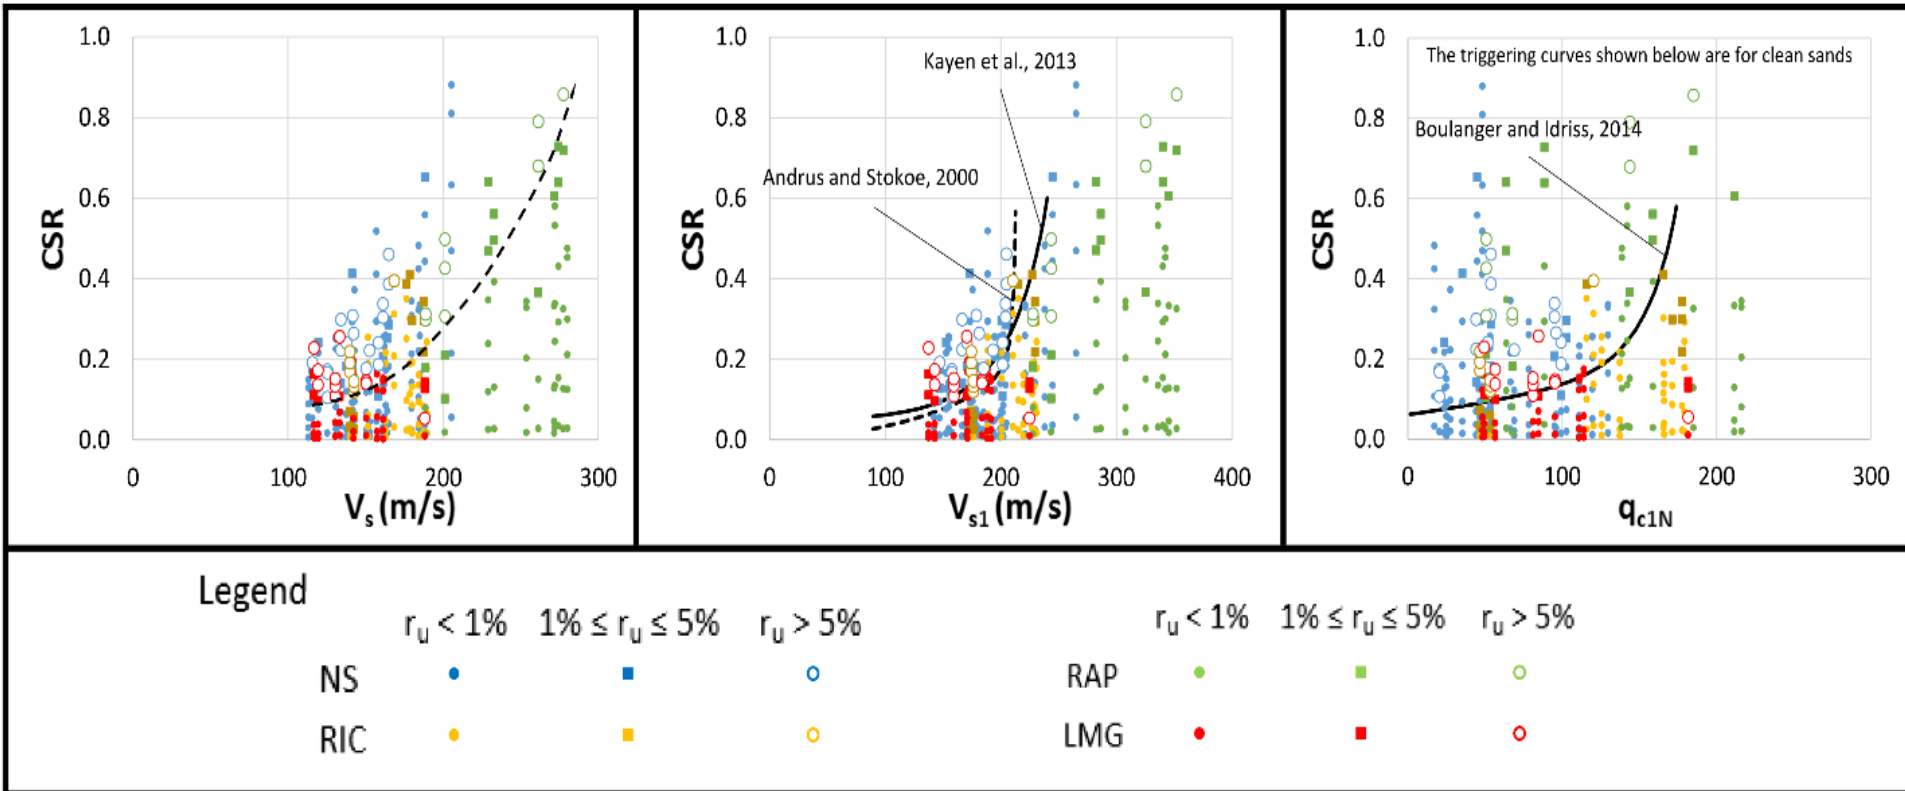 1.0
0.8
0.6
0.4
0.2
0.0
CSR
0
100
200
300
Vs (m/s)
1.0
0.8
0.6
0.4
0.2
0.0
CSR
Kayen et al., 2013
Andrus and Stokoe, 2000
0
100
200
300
400
Vs1 (m/s)
1.0
0.8
0.6
0.4
0.2
0.0
CSR
The triggering curves shown below are for clean sands
Boulanger and Idriss, 2014
0
100
200
300
qc1N
Legend
ru < 1% 1% ≤ ru ≤ 5% ru > 5%
NS
RIC
ru < 1% 1% ≤ ru ≤ 5% ru > 5%
RAP
LMG